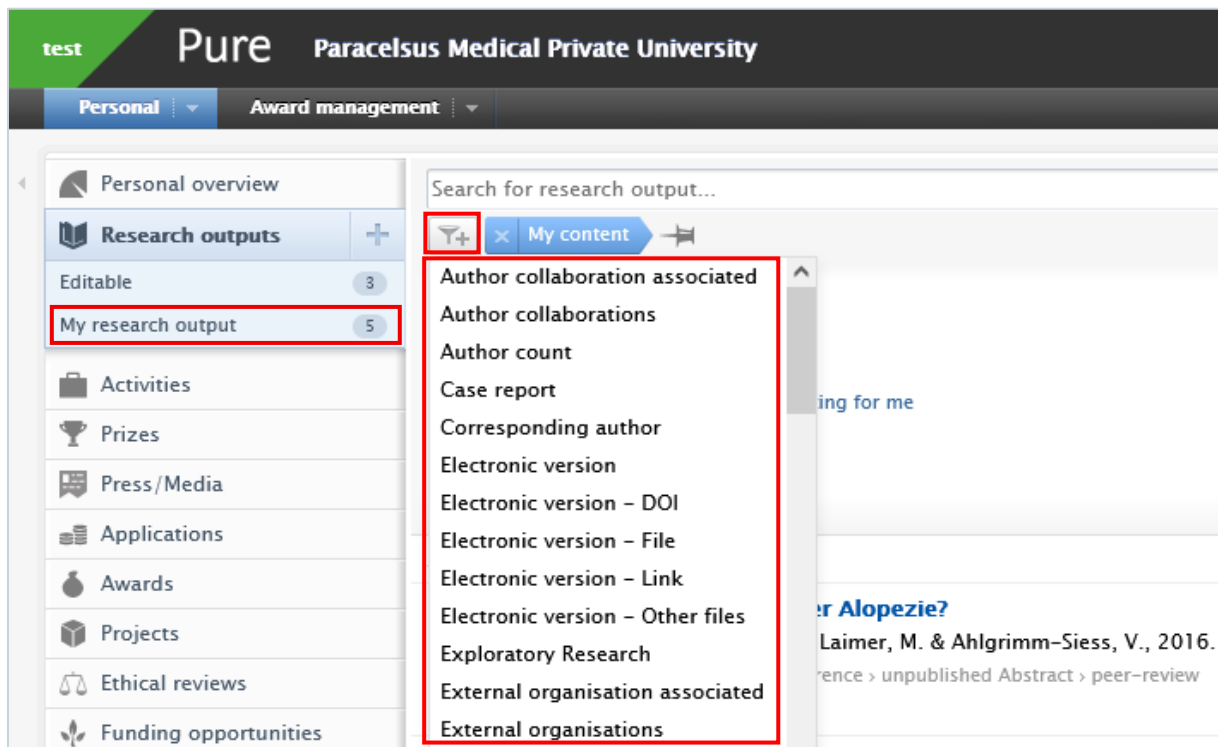 test
Pure Paracelsus Medical Private University
Personal Award management
Personal overview
Research outputs
Editable 3
My research output 5
Activities
Prizes
Press/Media
Applications
Awards
Projects
Ethical reviews
Funding opportunities
Search for research output...
My content
Author collaboration associated
Author collaborations
Author count
Case report
Corresponding author
Electronic version
Electronic version – DOI
Electronic version – File
Electronic version – Link
Electronic version – Other files
Exploratory Research
External organisation associated
External organisations
ing for me
er Alopezie?
Laimer, M. & Ahlgrimm-Siess, V., 2016.
rence › unpublished Abstract › peer-review